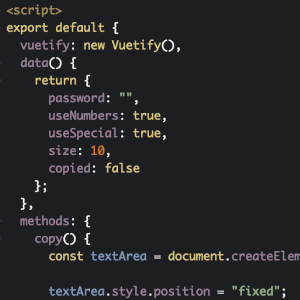 <script>
export default {
vuetify: new Vuetify(),
data() {
return {
password: "",
useNumbers: true,
useSpecial: true,
size: 10,
copied: false
};
},
methods: {
copy() {
const textArea = document.createElem
textArea.style.position = "fixed";